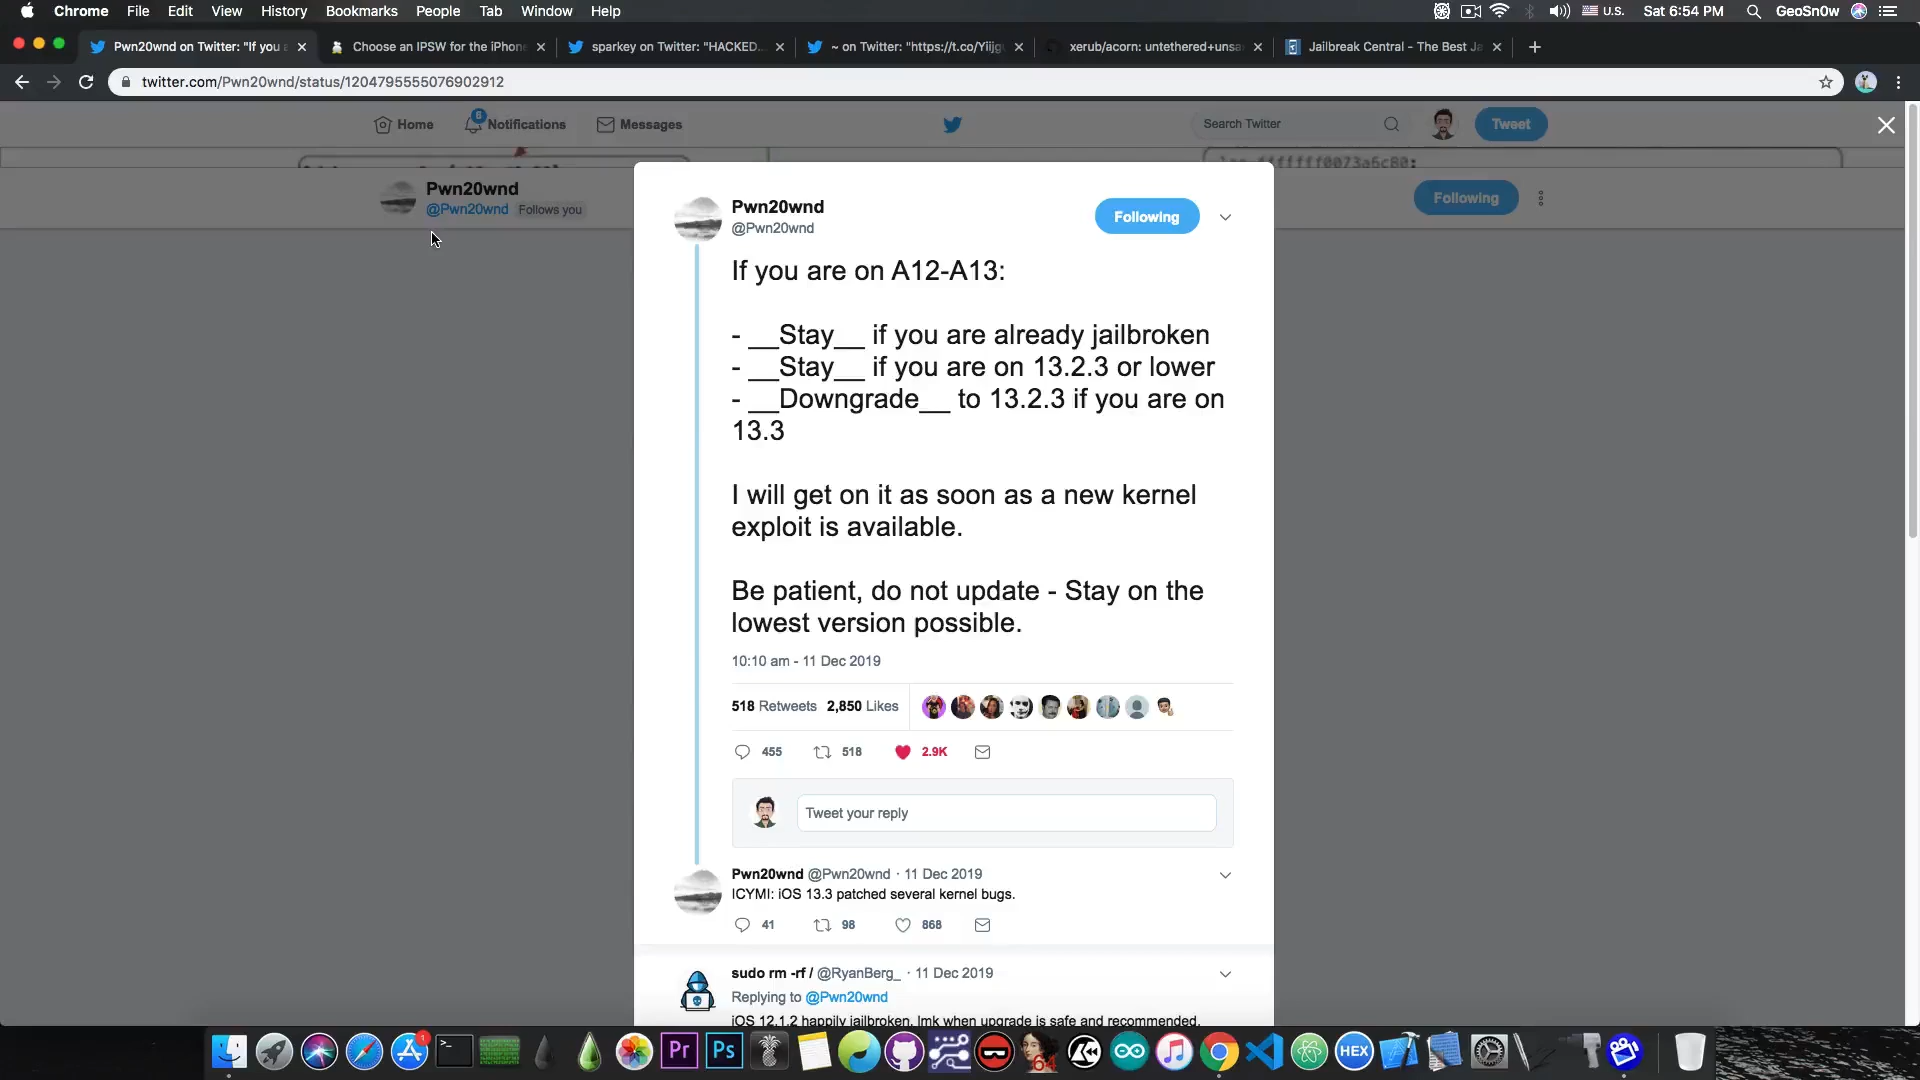 Chrome File Edit View History Bookmarks People Tab Window Help U.S. Sat 6:54 PM GeoSn0w
Pwn20wnd on Twitter: "If you a Choose an IPSW for the iPhone sparkey on Twitter: "HACKED... ~ on Twitter: "https://t.co/Yiijgv xerub/acorn: untethered+unsa Jailbreak Central - The Best Ja
twitter.com/Pwn20wnd/status/1204795555076902912
Home 6 Notifications Messages Search Twitter Tweet
Pwn20wnd
@Pwn20wnd Follows you
Following
Pwn20wnd
@Pwn20wnd
Following
If you are on A12-A13:
- __Stay__ if you are already jailbroken
- __Stay__ if you are on 13.2.3 or lower
- __Downgrade__ to 13.2.3 if you are on
13.3
I will get on it as soon as a new kernel
exploit is available.
Be patient, do not update - Stay on the
lowest version possible.
10:10 am - 11 Dec 2019
518 Retweets 2,850 Likes
455 518 2.9K
Tweet your reply
Pwn20wnd @Pwn20wnd · 11 Dec 2019
ICYMI: iOS 13.3 patched several kernel bugs.
41 98 868
sudo rm -rf / @RyanBerg_ · 11 Dec 2019
Replying to @Pwn20wnd
iOS 12.1.2 happily jailbroken, lmk when upgrade is safe and recommended.
1 Pr Ps 64 HEX